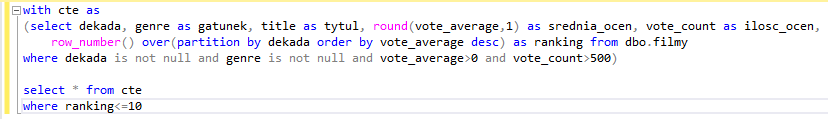 with cte as
(select dekada, genre as gatunek, title as tytul, round(vote_average,1) as srednia_ocen, vote_count as ilosc_ocen,
row_number() over(partition by dekada order by vote_average desc) as ranking from dbo.filmy
where dekada is not null and genre is not null and vote_average>0 and vote_count>500)
select * from cte
where ranking<=10